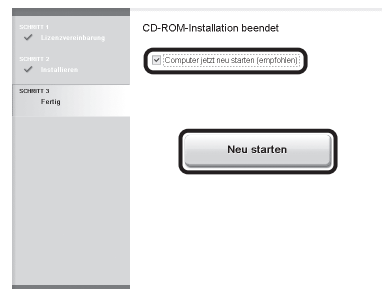 SCHRITT 1
Lizenzvereinbarung
SCHRITT 2
Installieren
SCHRITT 3
Fertig
CD-ROM-Installation beendet
Computer jetzt neu starten (empfohlen)
Neu starten